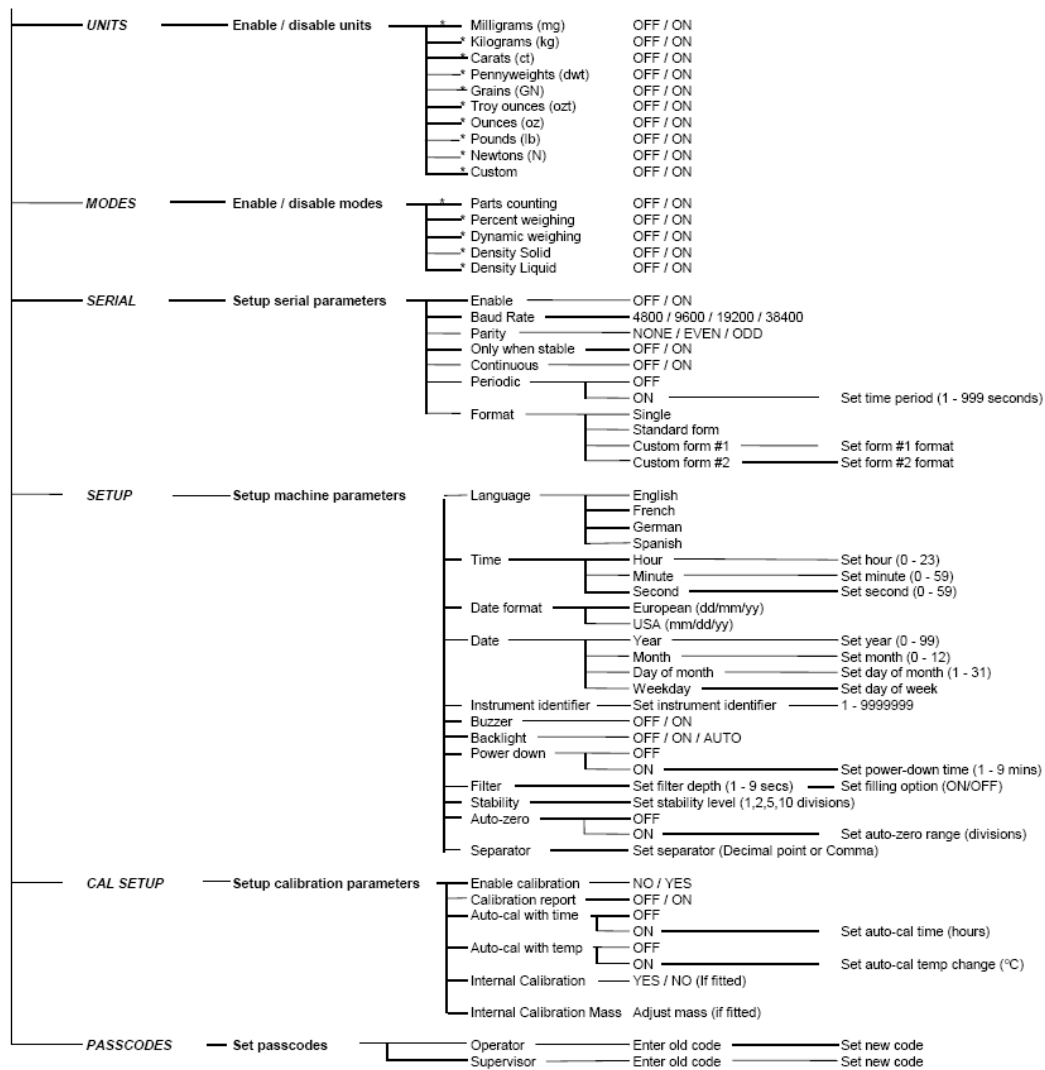 UNITS Enable / disable units * Milligrams (mg) OFF / ON
* Kilograms (kg) OFF / ON
* Carats (ct) OFF / ON
* Pennyweights (dwt) OFF / ON
* Grains (GN) OFF / ON
* Troy ounces (ozt) OFF / ON
* Ounces (oz) OFF / ON
* Pounds (lb) OFF / ON
* Newtons (N) OFF / ON
* Custom OFF / ON
MODES Enable / disable modes * Parts counting OFF / ON
* Percent weighing OFF / ON
* Dynamic weighing OFF / ON
* Density Solid OFF / ON
* Density Liquid OFF / ON
SERIAL Setup serial parameters Enable OFF / ON
Baud Rate 4800 / 9600 / 19200 / 38400
Parity NONE / EVEN / ODD
Only when stable OFF / ON
Continuous OFF / ON
Periodic OFF
ON Set time period (1 - 999 seconds)
Format Single
Standard form
Custom form #1 Set form #1 format
Custom form #2 Set form #2 format
SETUP Setup machine parameters Language English
French
German
Spanish
Time Hour Set hour (0 - 23)
Minute Set minute (0 - 59)
Second Set second (0 - 59)
Date format European (dd/mm/yy)
USA (mm/dd/yy)
Date Year Set year (0 - 99)
Month Set month (0 - 12)
Day of month Set day of month (1 - 31)
Weekday Set day of week
Instrument identifier Set instrument identifier 1 - 9999999
Buzzer OFF / ON
Backlight OFF / ON / AUTO
Power down OFF
ON Set power-down time (1 - 9 mins)
Filter Set filter depth (1 - 9 secs) Set filling option (ON/OFF)
Stability Set stability level (1,2,5,10 divisions)
Auto-zero OFF
ON Set auto-zero range (divisions)
Separator Set separator (Decimal point or Comma)
CAL SETUP Setup calibration parameters Enable calibration NO / YES
Calibration report OFF / ON
Auto-cal with time OFF
ON Set auto-cal time (hours)
Auto-cal with temp OFF
ON Set auto-cal temp change (°C)
Internal Calibration YES / NO (If fitted)
Internal Calibration Mass Adjust mass (if fitted)
PASSCODES Set passcodes Operator Enter old code Set new code
Supervisor Enter old code Set new code